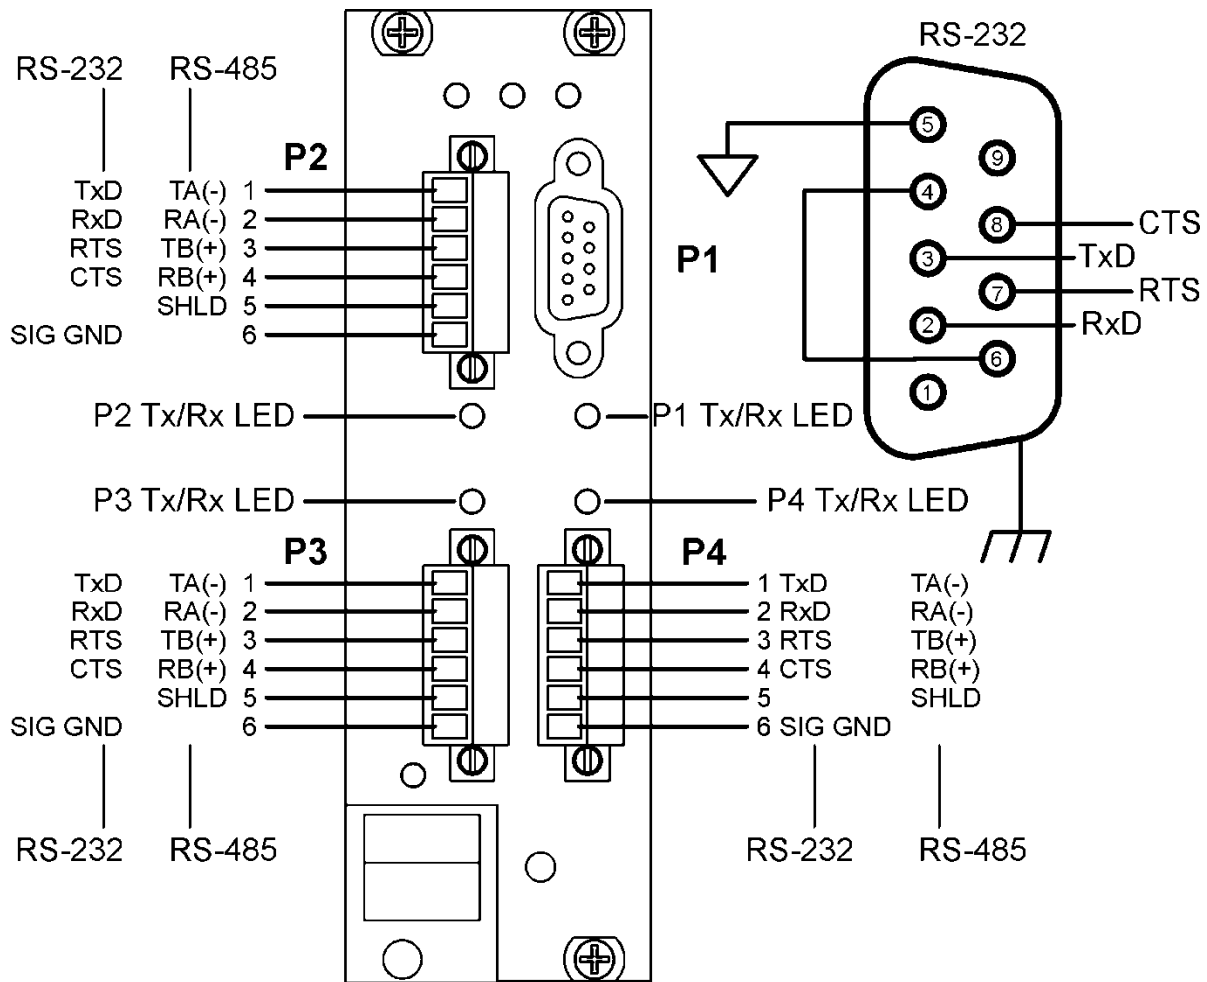 RS-232
RS-232 RS-485
P2
TxD TA(-) 1
RxD RA(-) 2
RTS TB(+) 3
CTS RB(+) 4
SHLD 5
SIG GND 6
P1
5
9
4
8 CTS
3 TxD
7 RTS
2 RxD
6
1
P2 Tx/Rx LED P1 Tx/Rx LED
P3 Tx/Rx LED P4 Tx/Rx LED
P3 P4
TxD TA(-) 1 1 TxD TA(-)
RxD RA(-) 2 2 RxD RA(-)
RTS TB(+) 3 3 RTS TB(+)
CTS RB(+) 4 4 CTS RB(+)
SHLD 5 5 SHLD
SIG GND 6 6 SIG GND
RS-232 RS-485 RS-232 RS-485